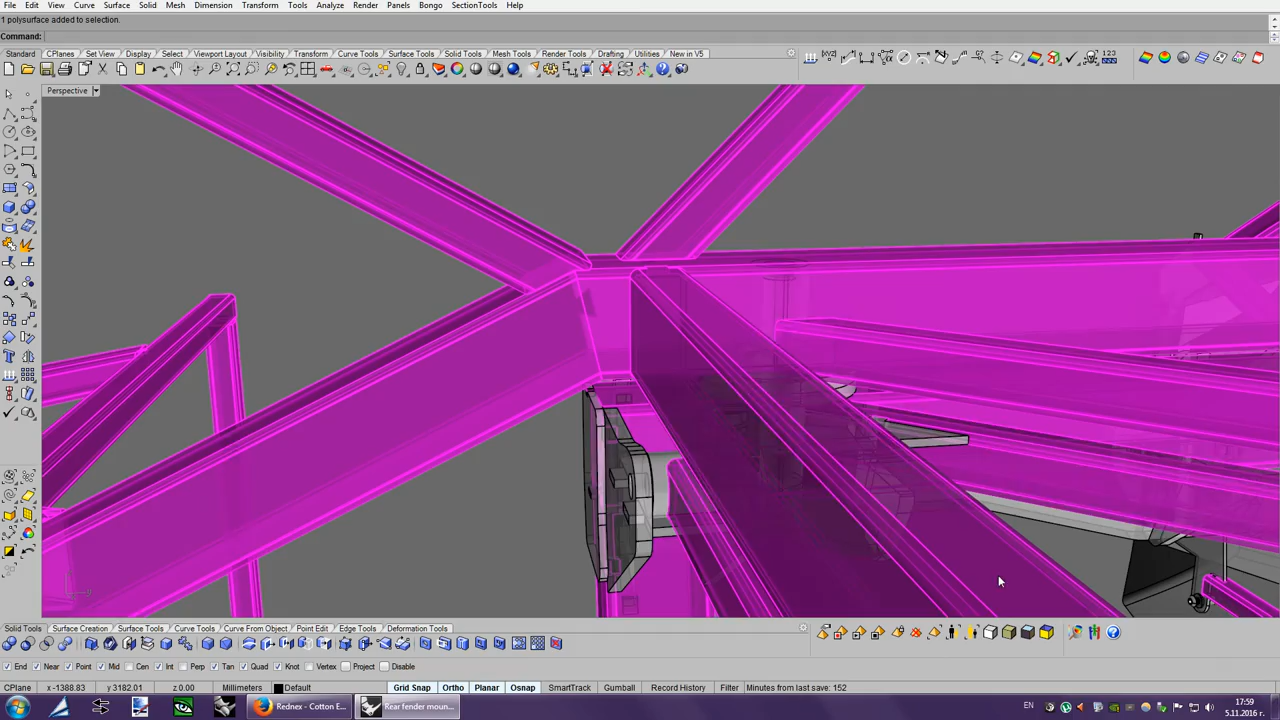 File Edit View Curve Surface Solid Mesh Dimension Transform Tools Analyze Render Panels Bongo SectionTools Help
1 polysurface added to selection.
Command:
Standard CPlanes Set View Display Select Viewport Layout Visibility Transform Curve Tools Surface Tools Solid Tools Mesh Tools Render Tools Drafting Utilities New in V5
Perspective
Solid Tools Surface Creation Surface Tools Curve Tools Curve From Object Point Edit Edge Tools Deformation Tools
End Near Point Mid Cen Int Perp Tan Quad Knot Vertex Project Disable
CPlane x -1388.83 y 3182.01 z 0.00 Millimeters Default Grid Snap Ortho Planar Osnap SmartTrack Gumball Record History Filter Minutes from last save: 152
Rednex - Cotton E... Rear fender moun... EN 17:59
5.11.2016 г.